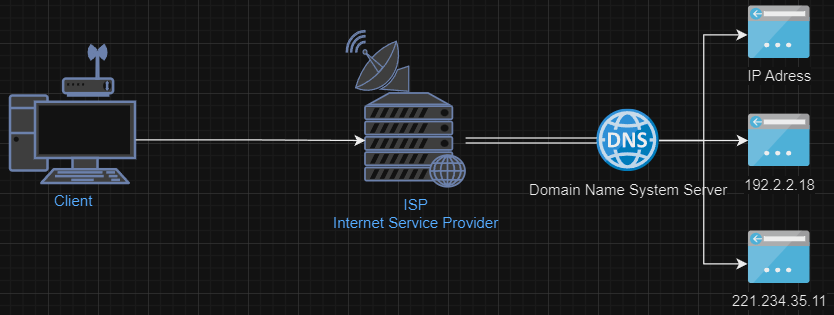 Client
ISP
Internet Service Provider
DNS
Domain Name System Server
IP Adress
192.2.2.18
221.234.35.11